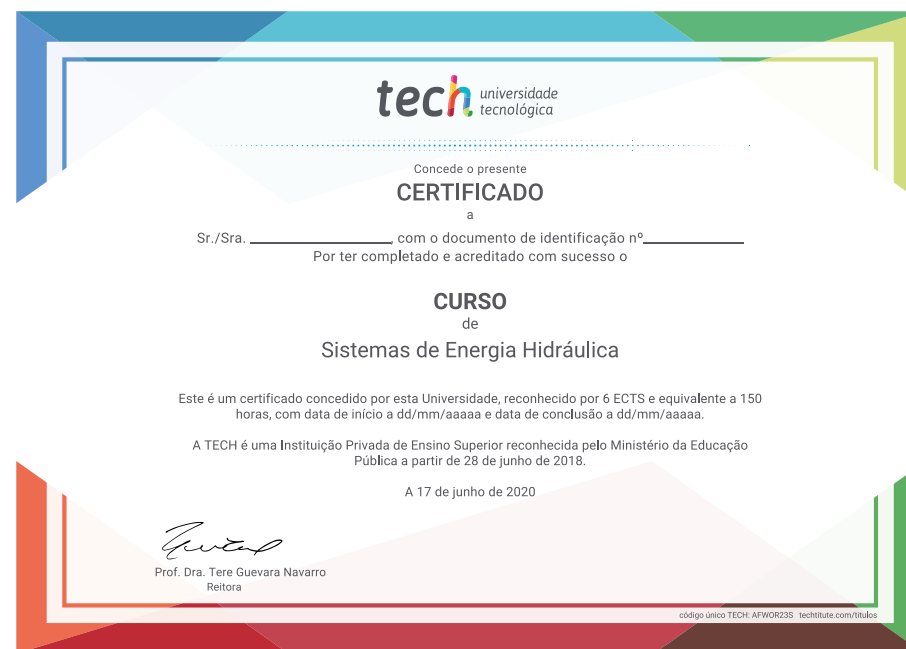 tech universidade
tecnológica
Concede o presente
CERTIFICADO
a
Sr./Sra. _________________, com o documento de identificação nº____________
Por ter completado e acreditado com sucesso o
CURSO
de
Sistemas de Energia Hidráulica
Este é um certificado concedido por esta Universidade, reconhecido por 6 ECTS e equivalente a 150
horas, com data de início a dd/mm/aaaaa e data de conclusão a dd/mm/aaaaa.
A TECH é uma Instituição Privada de Ensino Superior reconhecida pelo Ministério da Educação
Pública a partir de 28 de junho de 2018.
A 17 de junho de 2020
Prof. Dra. Tere Guevara Navarro
Reitora
código único TECH: AFWOR23S techtitute.com/titulos